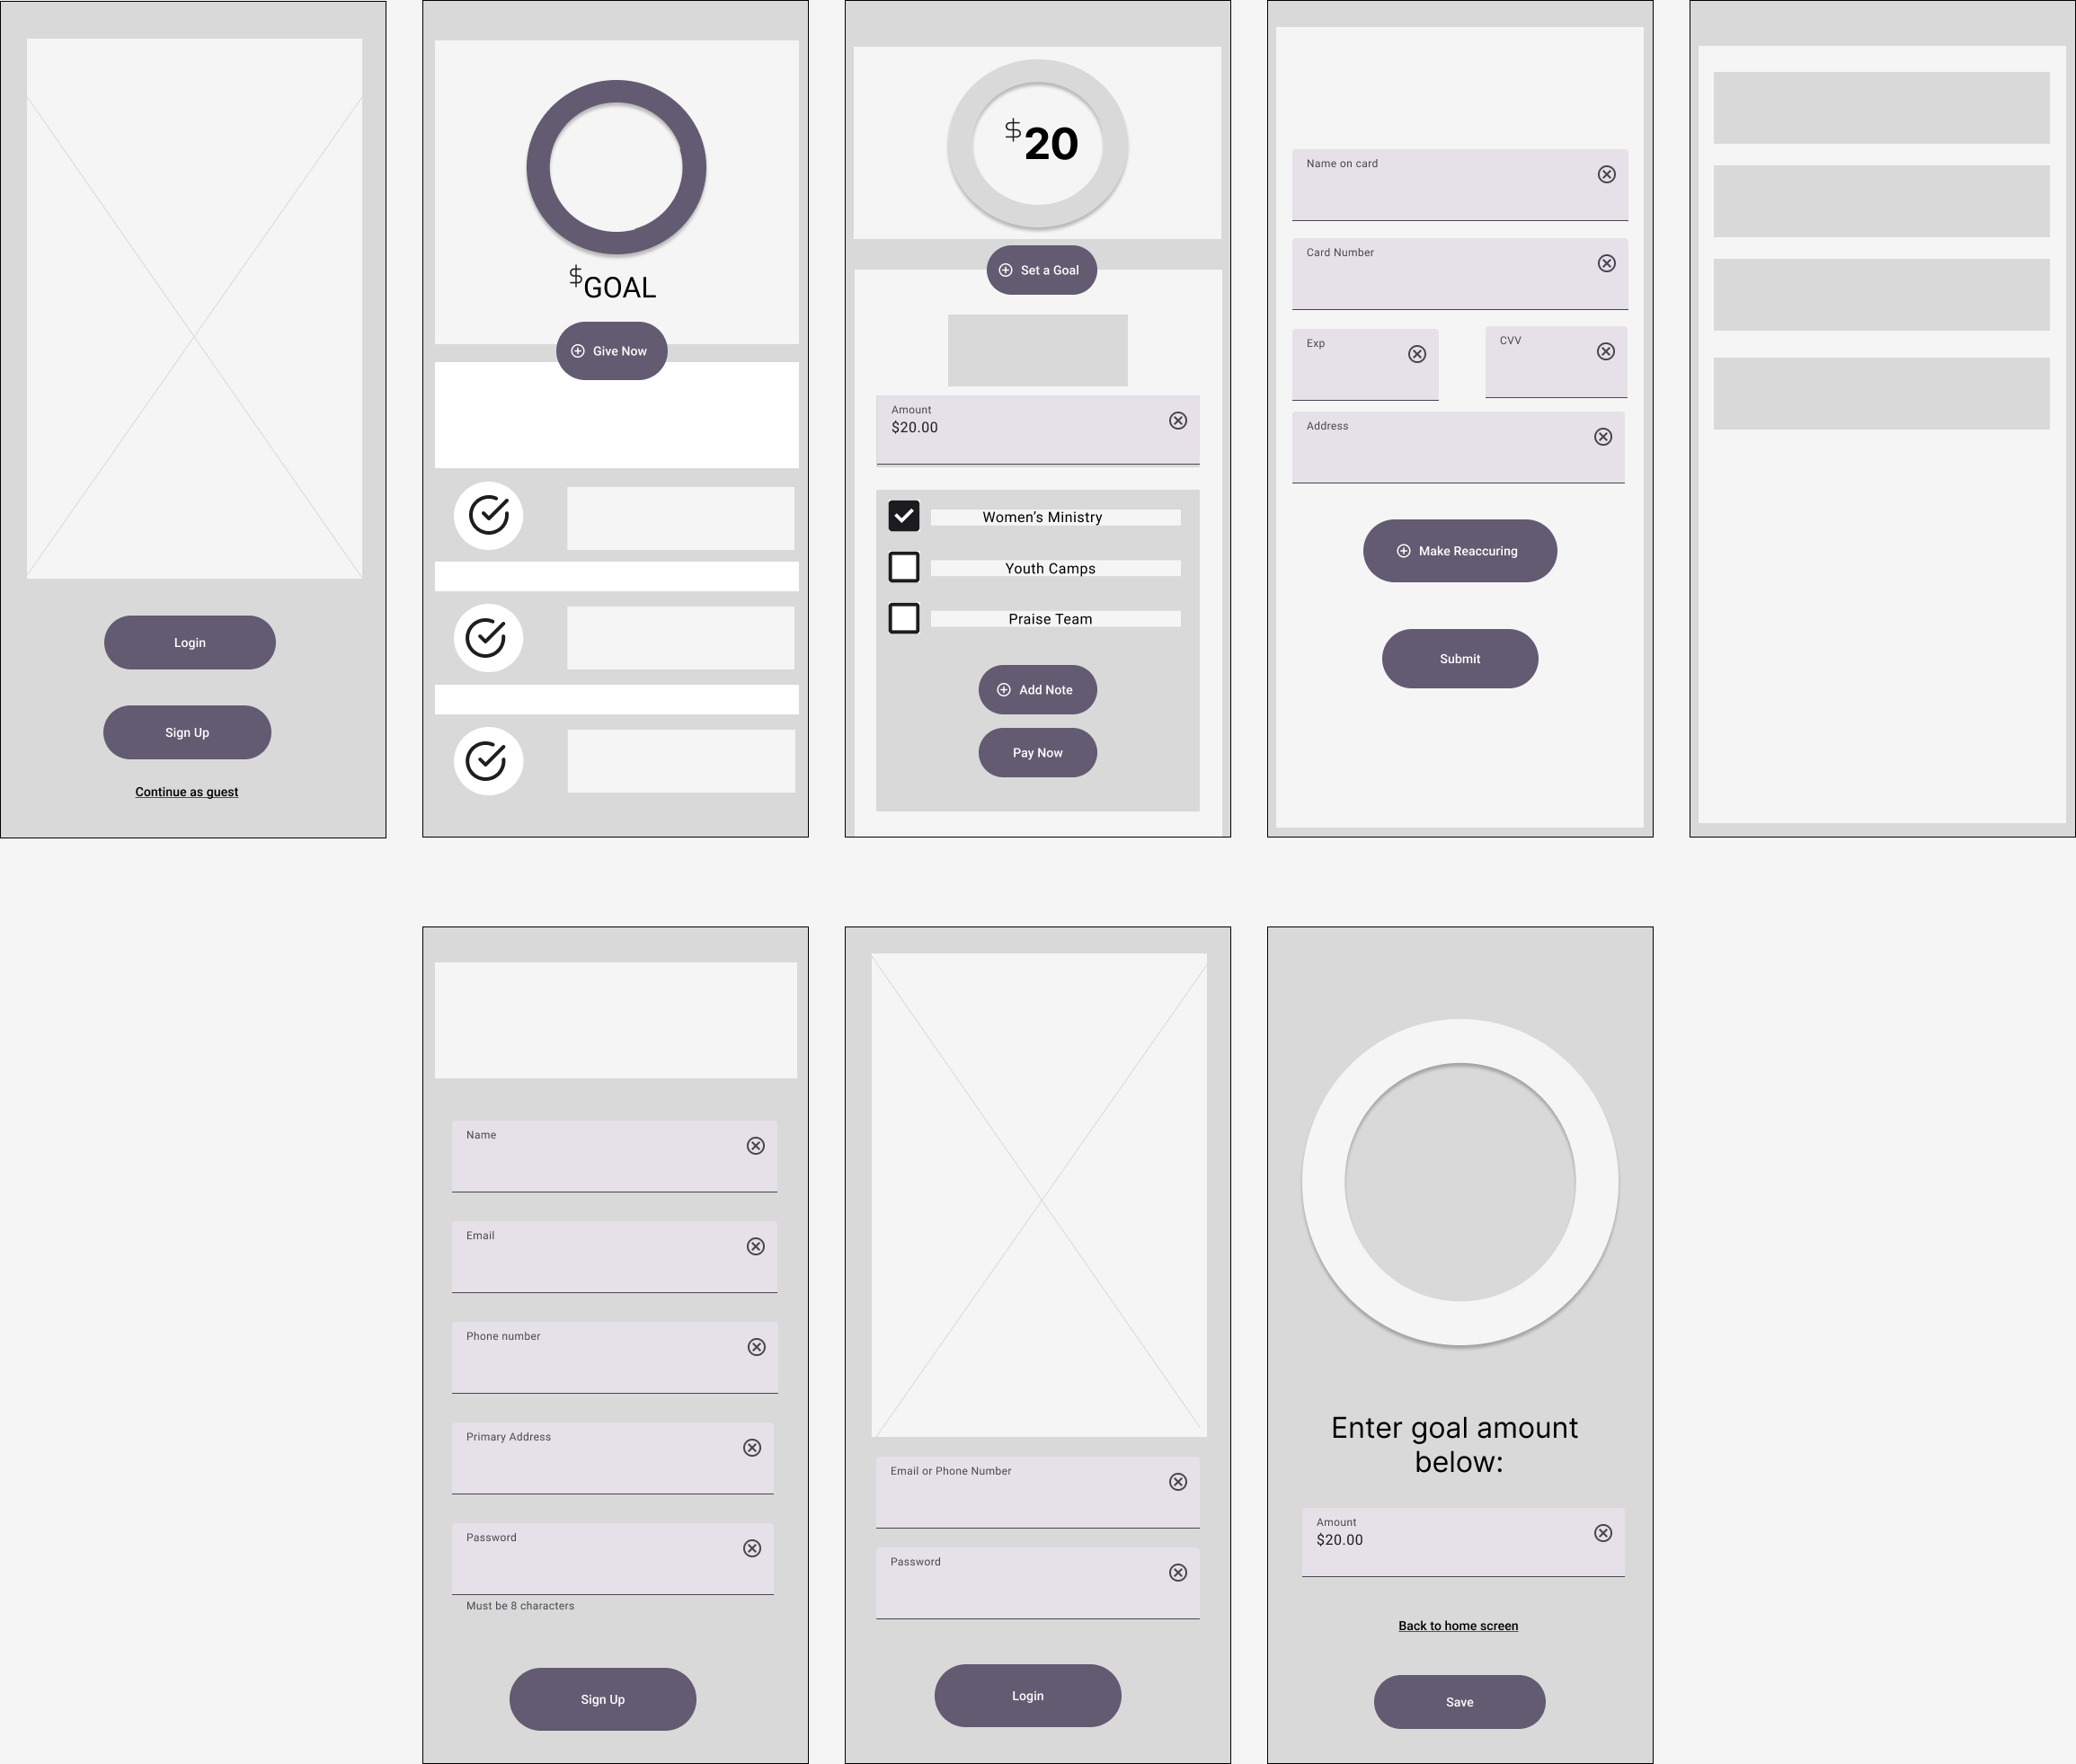 Login
Sign Up
Continue as guest
$GOAL
Give Now
$20
Set a Goal
Amount
$20.00
Women’s Ministry
Youth Camps
Praise Team
Add Note
Pay Now
Name on card
Card Number
Exp
CVV
Address
Make Reaccuring
Submit
Name
Email
Phone number
Primary Address
Password
Must be 8 characters
Sign Up
Email or Phone Number
Password
Login
Enter goal amount
below:
Amount
$20.00
Back to home screen
Save